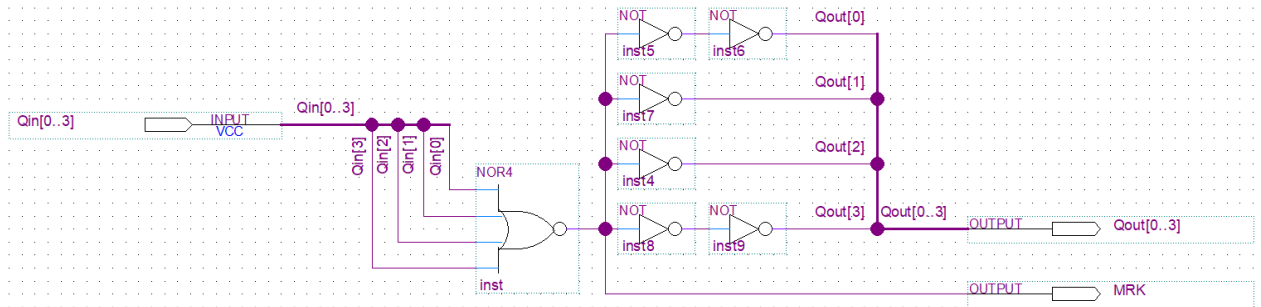 NOT
NOT
Qout[0]
inst5
inst6
NOT
Qout[1]
inst7
Qin[0..3]
INPUT
VCC
Qin[0..3]
Qin[3]
Qin[2]
Qin[1]
Qin[0]
NOT
Qout[2]
inst4
NOR4
inst
NOT
NOT
Qout[3]
Qout[0..3]
inst8
inst9
OUTPUT
Qout[0..3]
OUTPUT
MRK